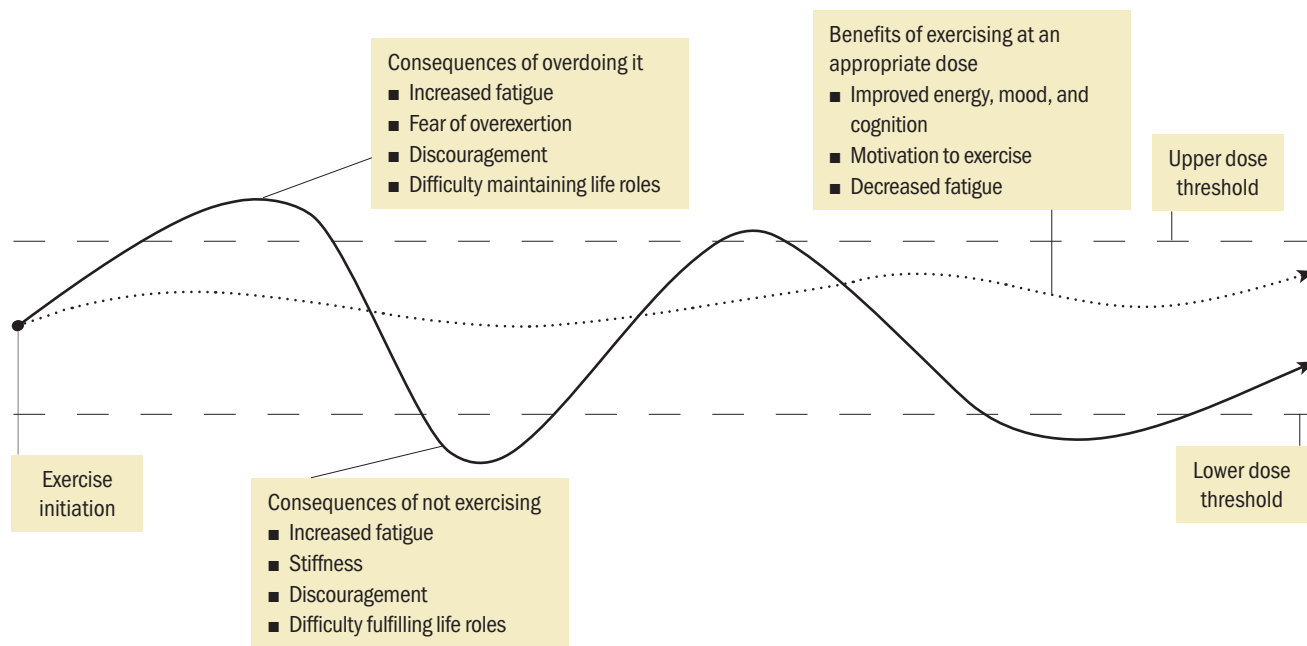 Consequences of overdoing it
■ Increased fatigue
■ Fear of overexertion
■ Discouragement
■ Difficulty maintaining life roles
Benefits of exercising at an
appropriate dose
■ Improved energy, mood, and
cognition
■ Motivation to exercise
■ Decreased fatigue
Upper dose
threshold
Exercise
initiation
Consequences of not exercising
■ Increased fatigue
■ Stiffness
■ Discouragement
■ Difficulty fulfilling life roles
Lower dose
threshold